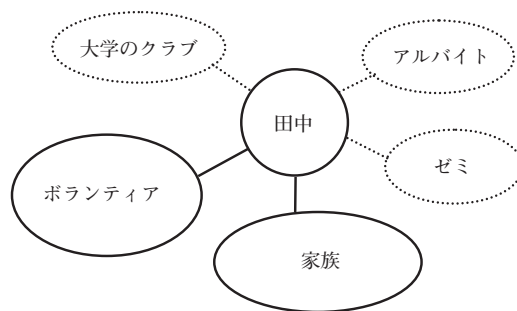 大学のクラブ
アルバイト
田中
ゼミ
ボランティア
家族